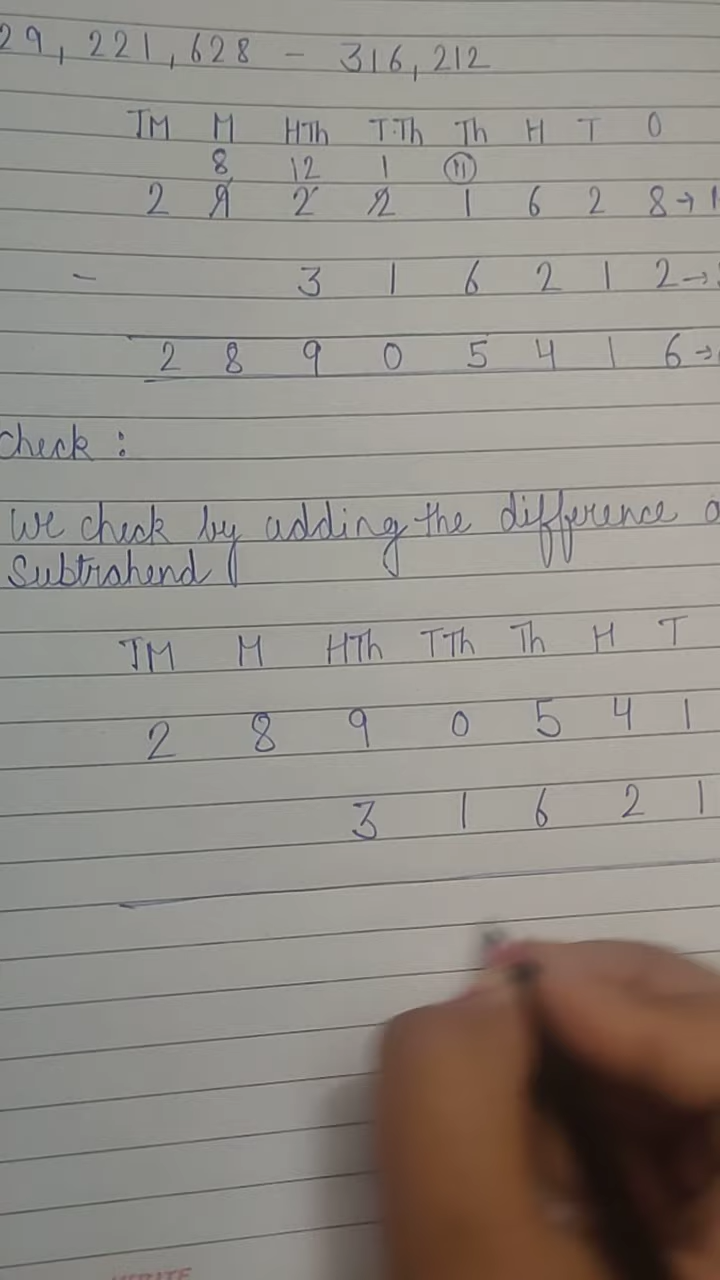 29,221,628 - 316,212
TM M HTh T.Th Th H T O
8 12 1 11
2 9 2 2 1 6 2 8 →
- 3 1 6 2 1 2 →
2 8 9 0 5 4 1 6 →
Check :
We check by adding the difference
Subtrahend
TM M HTh TTh Th H T
2 8 9 0 5 4 1
3 1 6 2 1